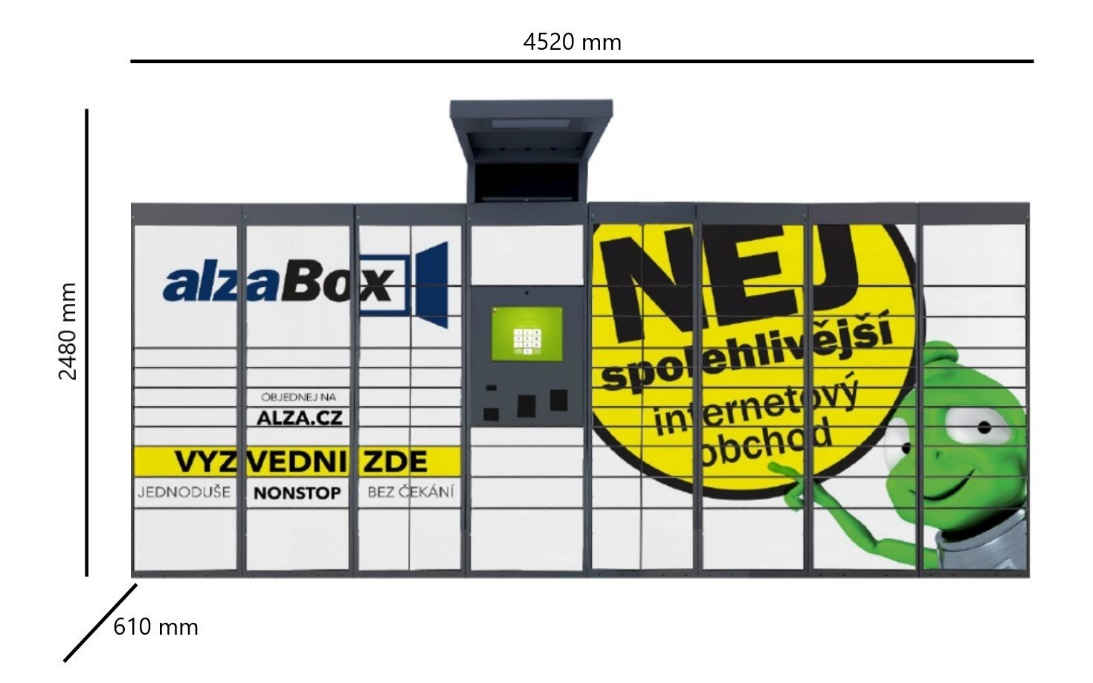 4520 mm
2480 mm
alzaBox
OBJEDNEJ NA
ALZA.CZ
VYZVEDNI ZDE
JEDNODUŠE NONSTOP BEZ ČEKÁNÍ
NEJ
spolehlivější
internetový
obchod
610 mm